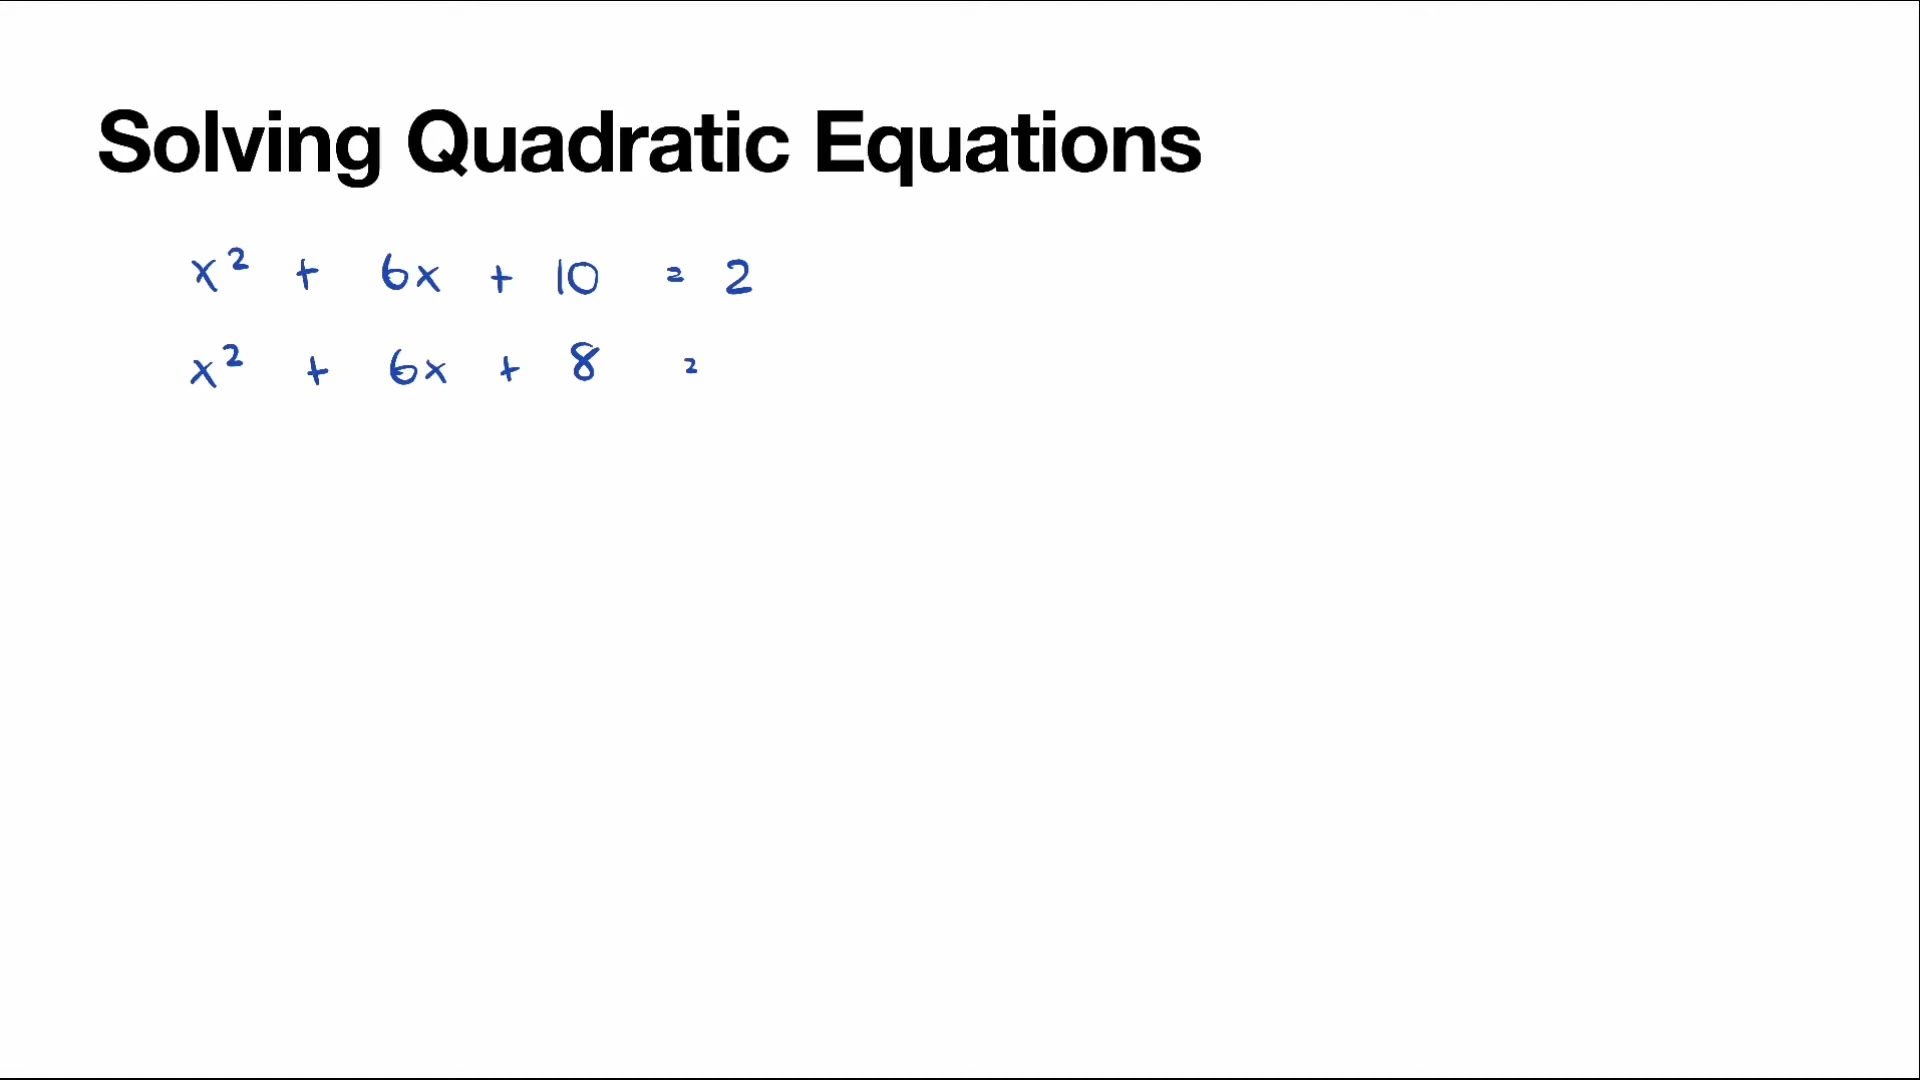 Solving Quadratic Equations
x² + 6x + 10 = 2
x² + 6x + 8 =